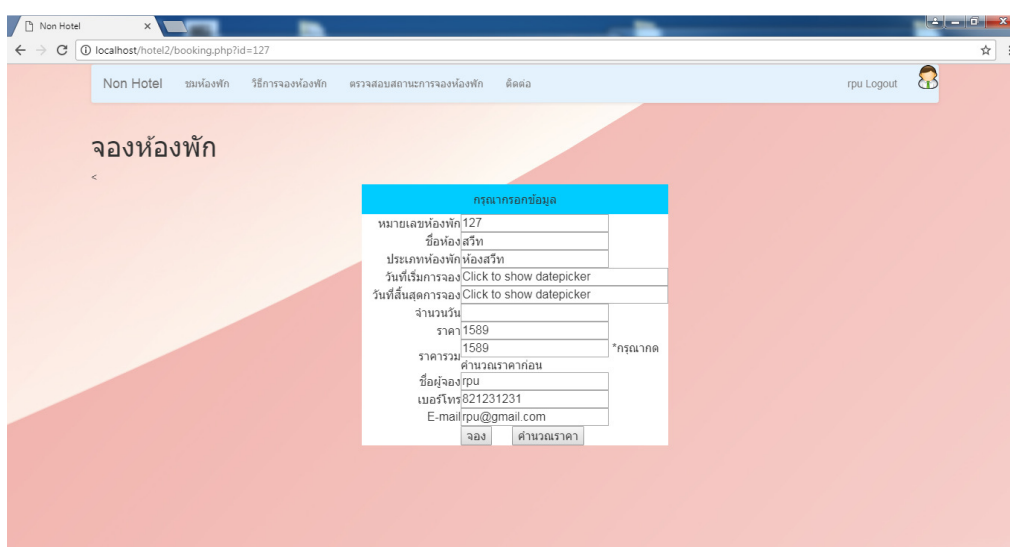 Non Hotel
localhost/hotel2/booking.php?id=127
Non Hotel ชมห้องพัก วิธีการจองห้องพัก ตรวจสอบสถานะการจองห้องพัก ติดต่อ rpu Logout
จองห้องพัก
<
กรุณากรอกข้อมูล
หมายเลขห้องพัก 127
ชื่อห้อง สวีท
ประเภทห้องพัก ห้องสวีท
วันที่เริ่มการจอง Click to show datepicker
วันที่สิ้นสุดการจอง Click to show datepicker
จำนวนวัน
ราคา 1589
ราคารวม 1589 *กรุณากด
คำนวณราคาก่อน
ชื่อผู้จอง rpu
เบอร์โทร 821231231
E-mail rpu@gmail.com
จอง คำนวณราคา